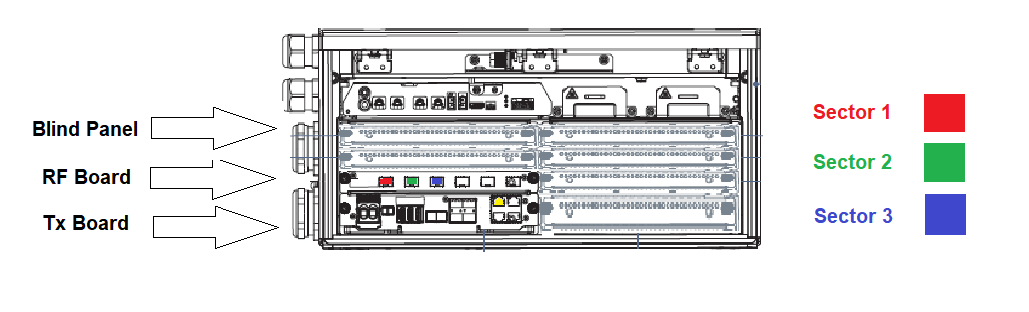 Blind Panel
RF Board
Tx Board
Sector 1
Sector 2
Sector 3